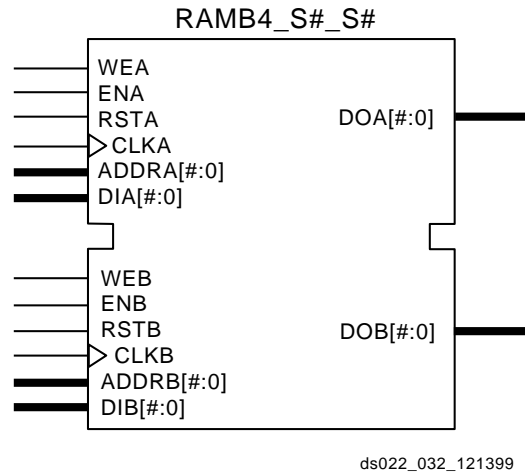 RAMB4_S#_S#
WEA
ENA
RSTA
CLKA
ADDRA[#:0]
DIA[#:0]
DOA[#:0]
WEB
ENB
RSTB
CLKB
ADDRB[#:0]
DIB[#:0]
DOB[#:0]
ds022_032_121399